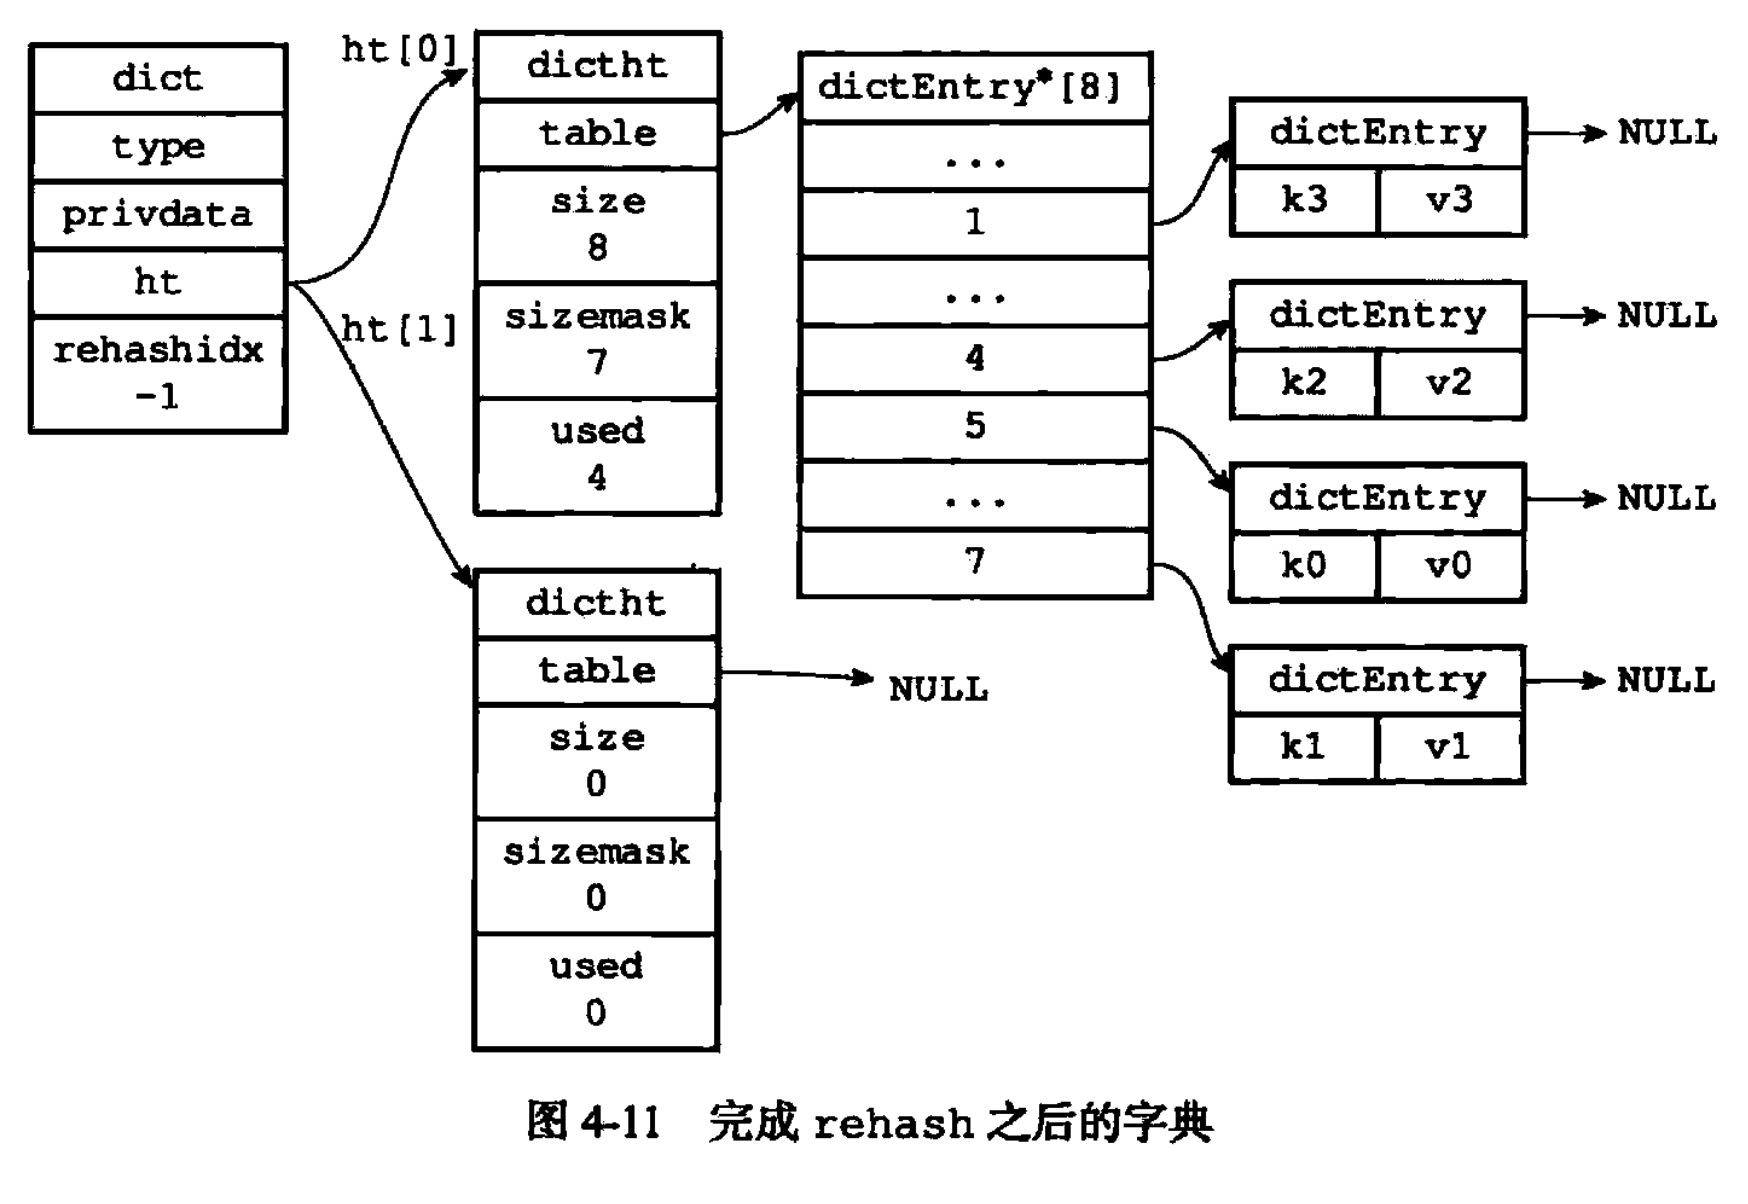 dict
type
privdata
ht
rehashidx
-1
ht[0]
ht[1]
dictht
table
size
8
sizemask
7
used
4
dictht
table
size
0
sizemask
0
used
0
NULL
dictEntry*[8]
...
1
...
4
5
...
7
dictEntry
k3 v3
NULL
dictEntry
k2 v2
NULL
dictEntry
k0 v0
NULL
dictEntry
k1 v1
NULL
图 4-11 完成 rehash 之后的字典